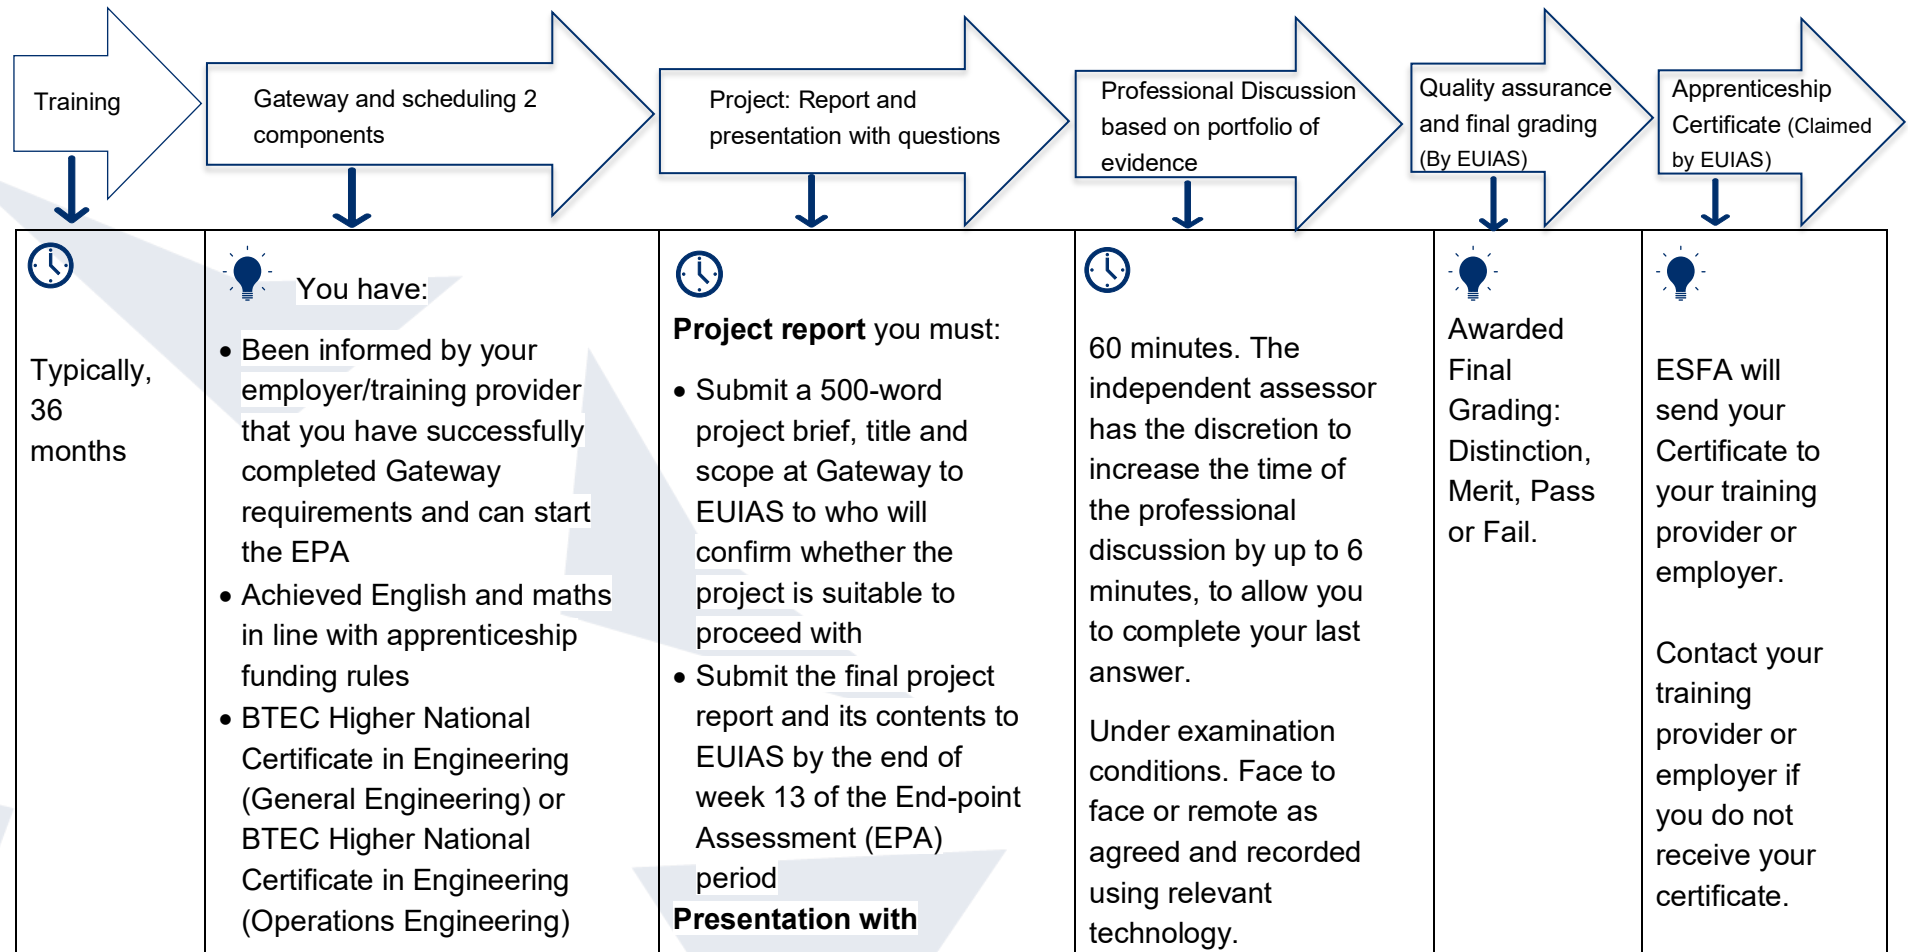 Training
Gateway and scheduling 2
components
Project: Report and
presentation with questions
Professional Discussion
based on portfolio of
evidence
Quality assurance
and final grading
(By EUIAS)
Apprenticeship
Certificate (Claimed
by EUIAS)
Typically,
36
months
You have:
• Been informed by your
employer/training provider
that you have successfully
completed Gateway
requirements and can start
the EPA
• Achieved English and maths
in line with apprenticeship
funding rules
• BTEC Higher National
Certificate in Engineering
(General Engineering) or
BTEC Higher National
Certificate in Engineering
(Operations Engineering)
Project report you must:
• Submit a 500-word
project brief, title and
scope at Gateway to
EUIAS to who will
confirm whether the
project is suitable to
proceed with
• Submit the final project
report and its contents to
EUIAS by the end of
week 13 of the End-point
Assessment (EPA)
period
Presentation with
60 minutes. The
independent assessor
has the discretion to
increase the time of
the professional
discussion by up to 6
minutes, to allow you
to complete your last
answer.
Under examination
conditions. Face to
face or remote as
agreed and recorded
using relevant
technology.
Awarded
Final
Grading:
Distinction,
Merit, Pass
or Fail.
ESFA will
send your
Certificate to
your training
provider or
employer.
Contact your
training
provider or
employer if
you do not
receive your
certificate.